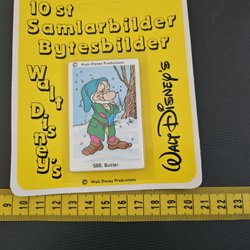 10 st
Samlarbilder
Bytesbilder
Walt Disney's
WALT DISNEY'S
© Walt Disney Productions
586. Butter
© Walt Disney Productions